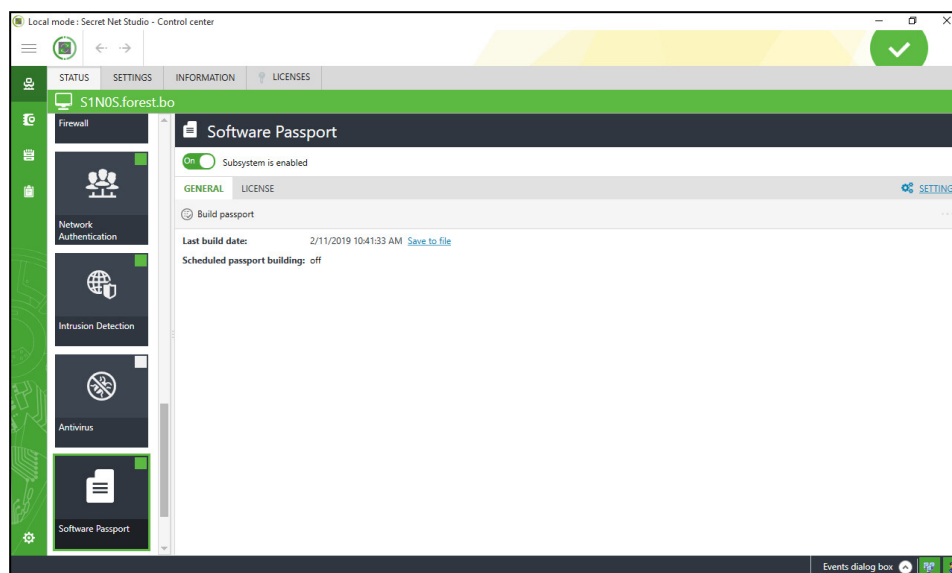 Local mode : Secret Net Studio - Control center
STATUS SETTINGS INFORMATION LICENSES
S1N0S.forest.bo
Firewall
Network
Authentication
Intrusion Detection
Antivirus
Software Passport
Software Passport
On Subsystem is enabled
GENERAL LICENSE SETTING
Build passport
Last build date: 2/11/2019 10:41:33 AM Save to file
Scheduled passport building: off
Events dialog box